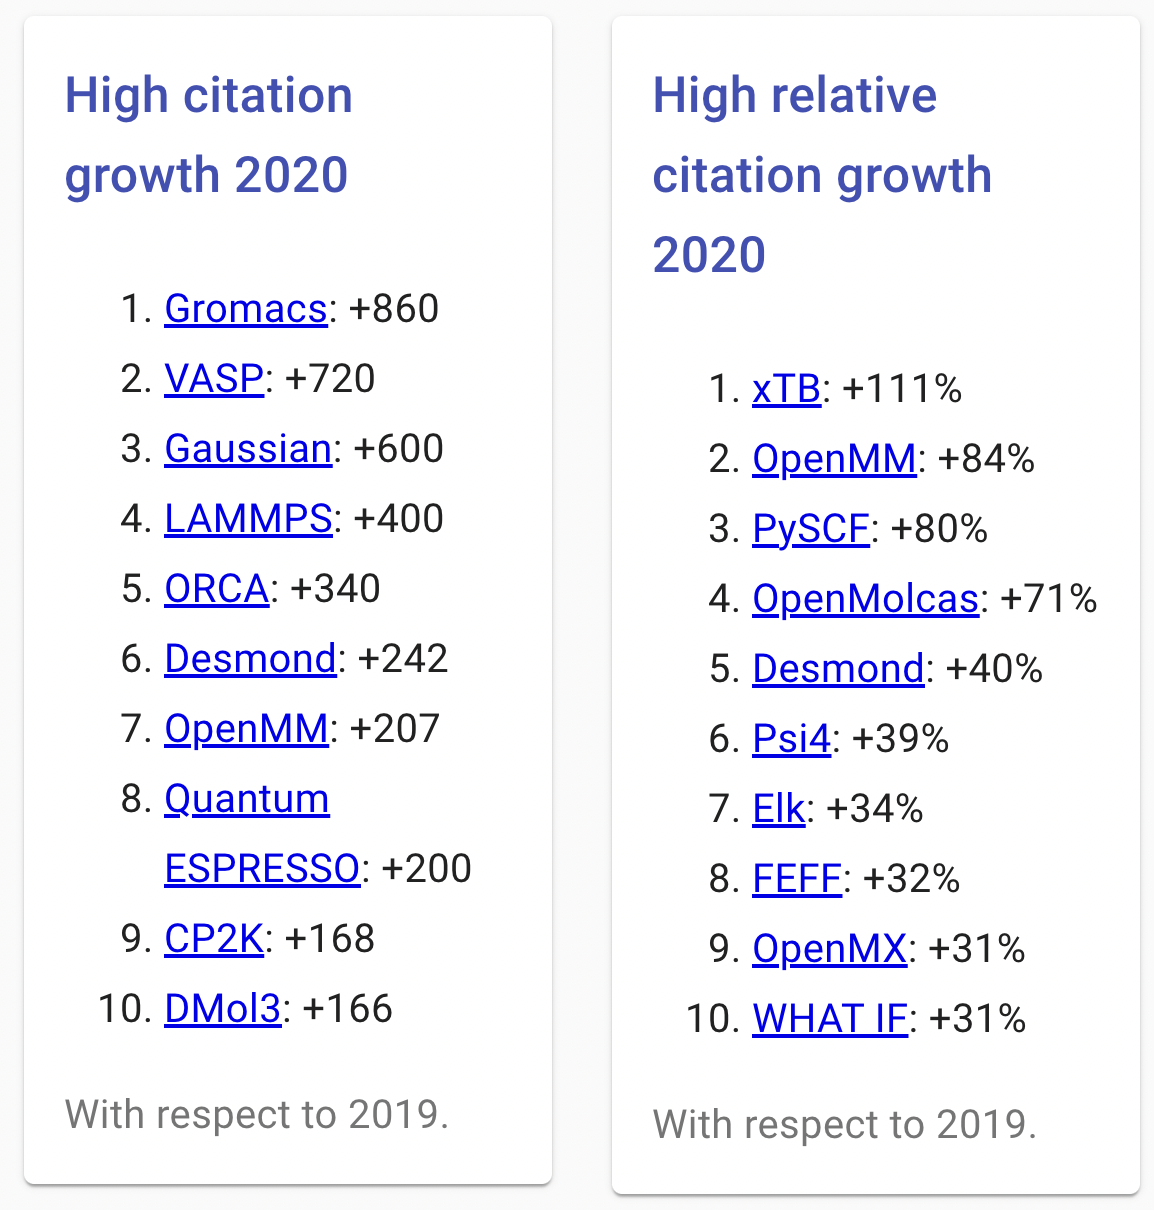 High citation
growth 2020
1. Gromacs: +860
2. VASP: +720
3. Gaussian: +600
4. LAMMPS: +400
5. ORCA: +340
6. Desmond: +242
7. OpenMM: +207
8. Quantum
ESPRESSO: +200
9. CP2K: +168
10. DMol3: +166
With respect to 2019.
High relative
citation growth
2020
1. xTB: +111%
2. OpenMM: +84%
3. PySCF: +80%
4. OpenMolcas: +71%
5. Desmond: +40%
6. Psi4: +39%
7. Elk: +34%
8. FEFF: +32%
9. OpenMX: +31%
10. WHAT IF: +31%
With respect to 2019.